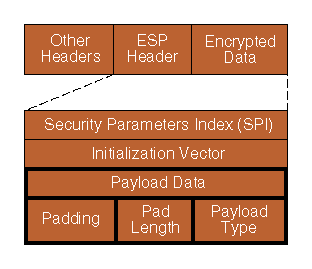 Other Headers
ESP Header
Encrypted Data
Security Parameters Index (SPI)
Initialization Vector
Payload Data
Padding
Pad Length
Payload Type